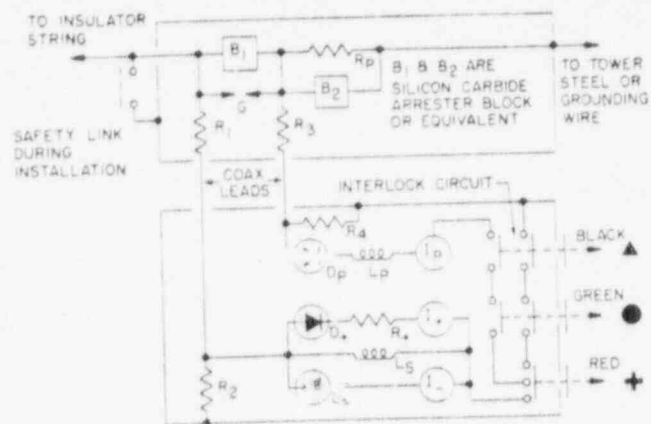 TO INSULATOR
STRING
B₁
Rp
B₂
G
B₁ & B₂ ARE
SILICON CARBIDE
ARRESTER BLOCK
OR EQUIVALENT
TO TOWER
STEEL OR
GROUNDING
WIRE
SAFETY LINK
DURING
INSTALLATION
R₁
R₃
COAX
LEADS
INTERLOCK CIRCUIT
R₄
Dp
Lp
Ip
BLACK
GREEN
D₊
R₊
I₊
LS
RED
R₂
I₋